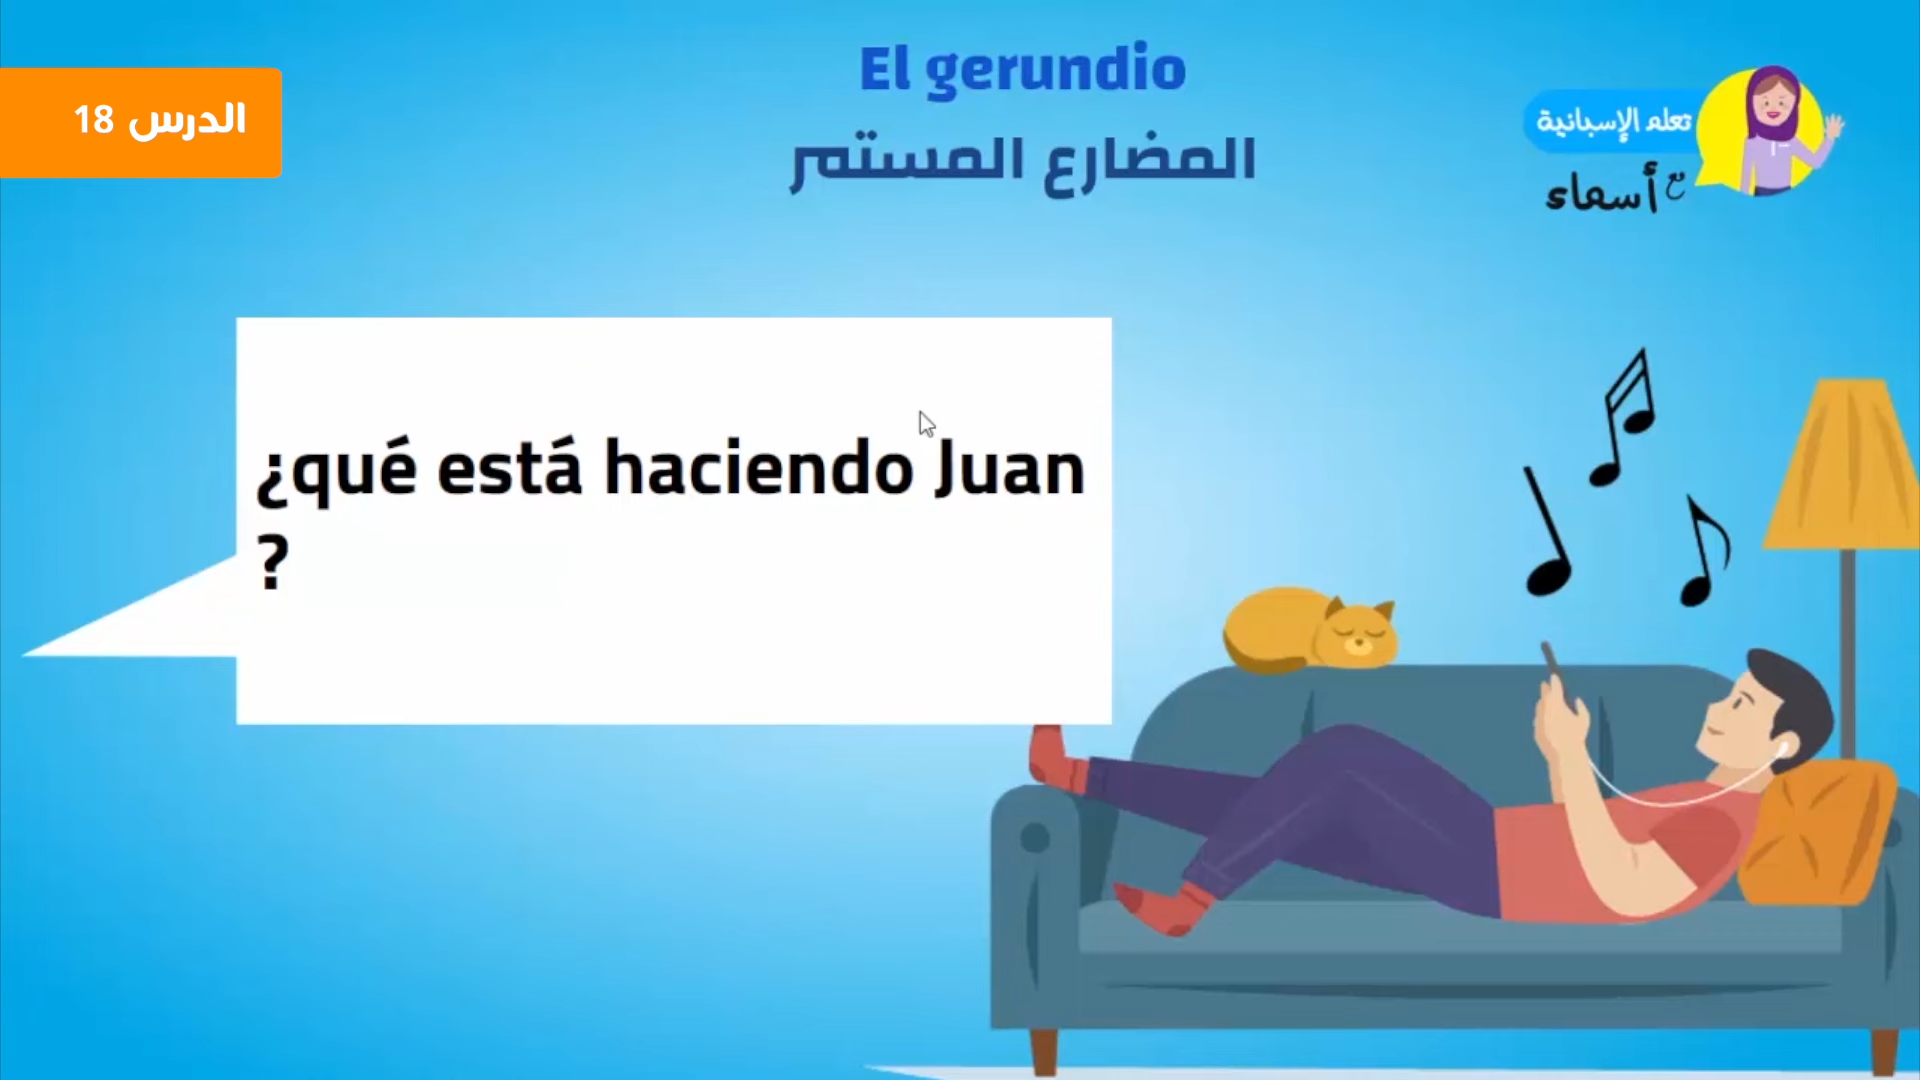 El gerundio
المضارع المستمر
الدرس 18
تعلم الإسبانية
مع أسماء
¿qué está haciendo Juan
?